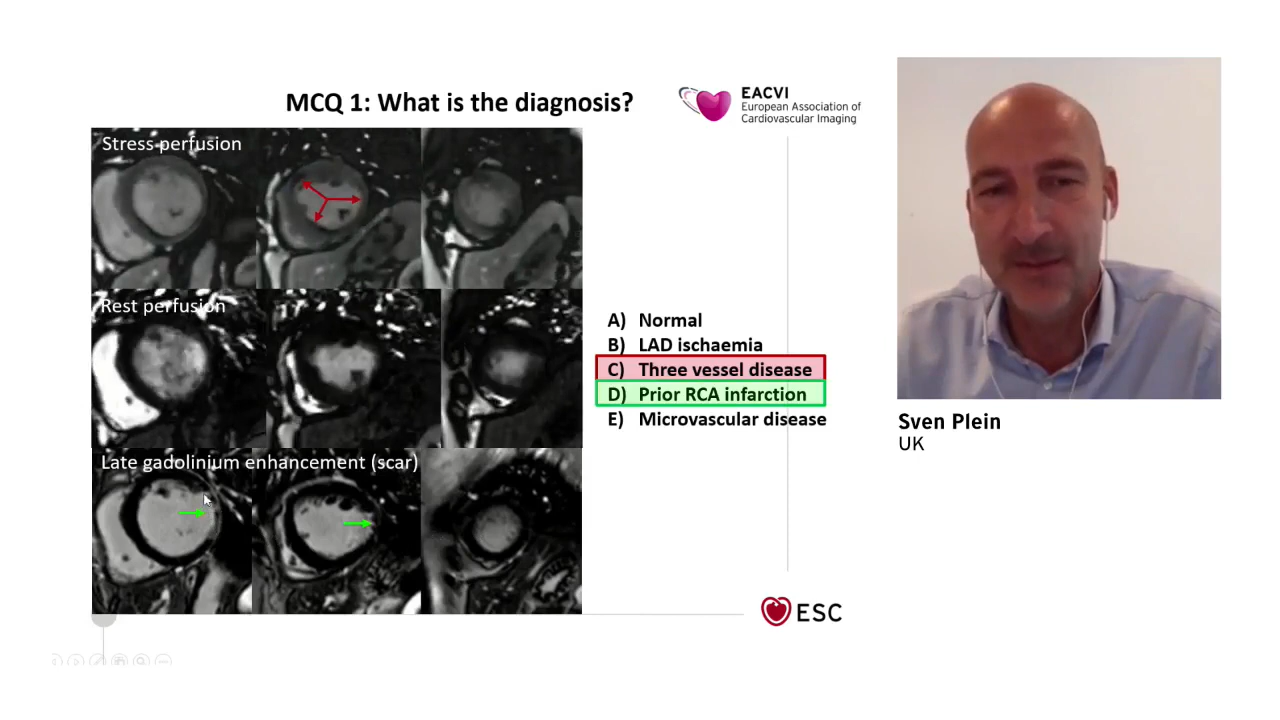 MCQ 1: What is the diagnosis?
EACVI
European Association of
Cardiovascular Imaging
Stress perfusion
Rest perfusion
Late gadolinium enhancement (scar)
A) Normal
B) LAD ischaemia
C) Three vessel disease
D) Prior RCA infarction
E) Microvascular disease
Sven Plein
UK
ESC